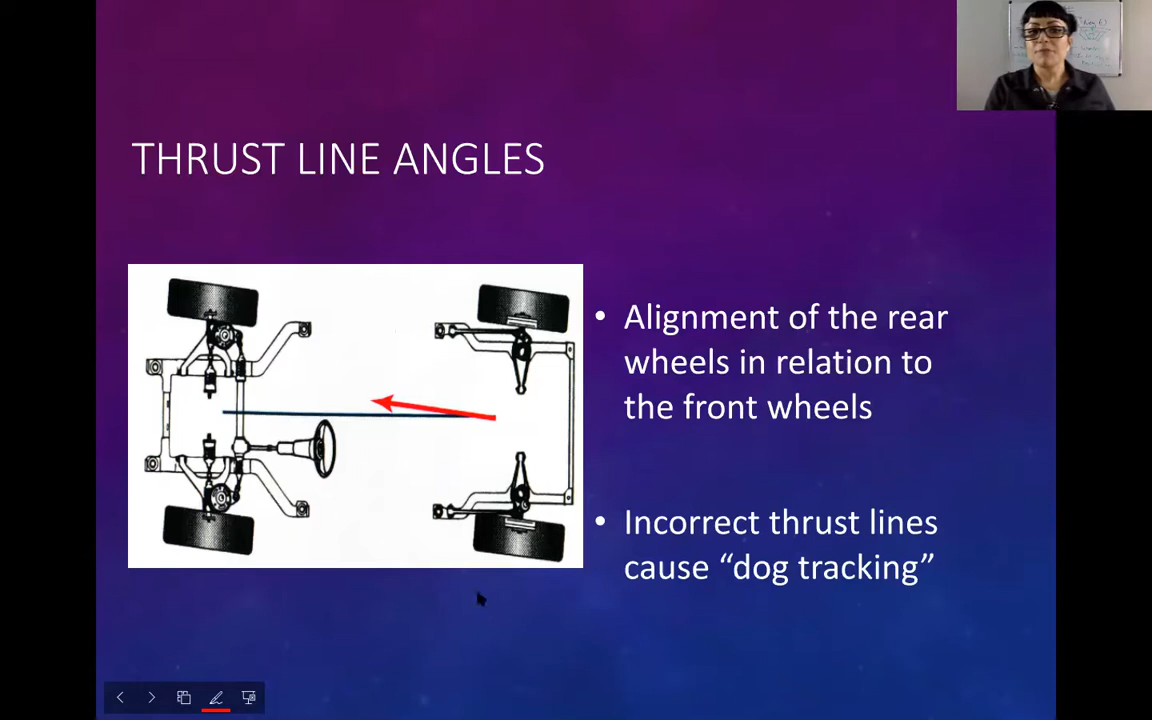 THRUST LINE ANGLES
• Alignment of the rear
wheels in relation to
the front wheels
• Incorrect thrust lines
cause “dog tracking”